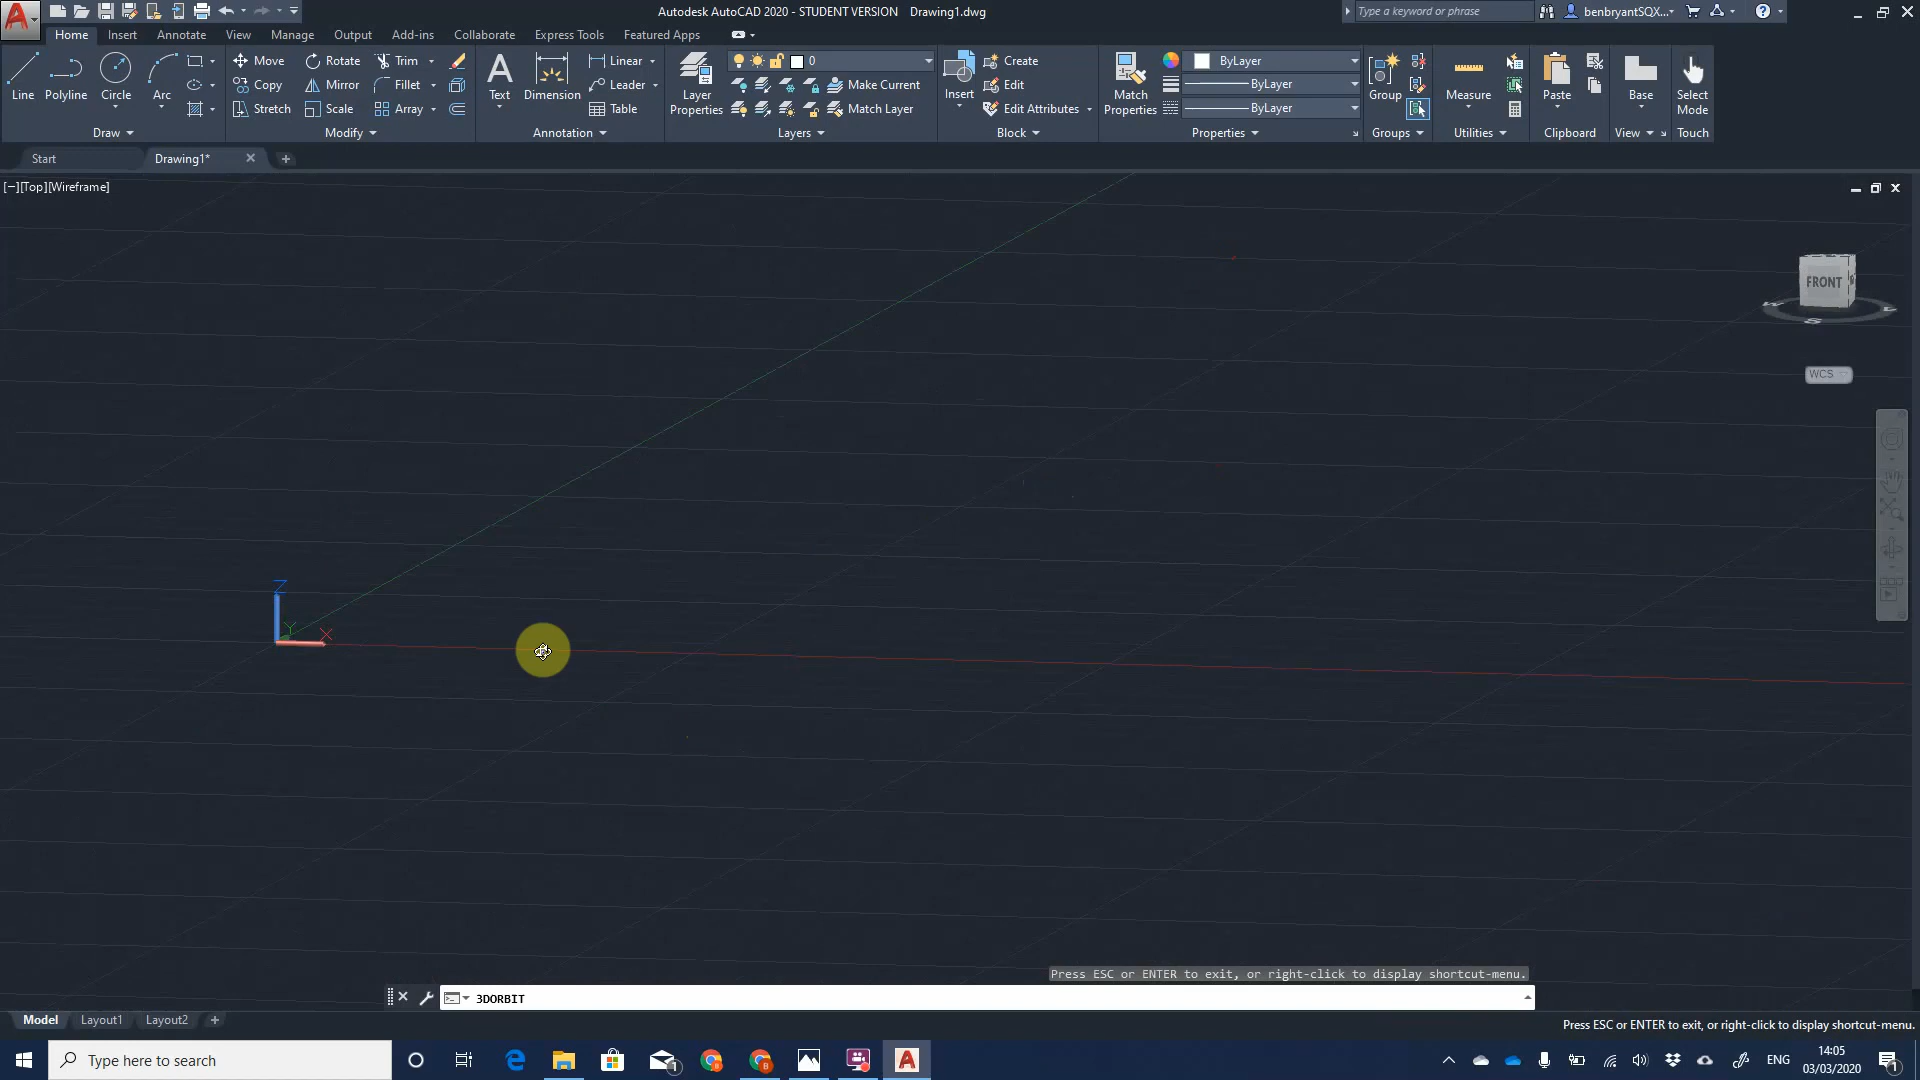 Autodesk AutoCAD 2020 - STUDENT VERSION Drawing1.dwg
Type a keyword or phrase
benbryantSQX...
Home Insert Annotate View Manage Output Add-ins Collaborate Express Tools Featured Apps
Line Polyline Circle Arc
Draw
Move Rotate Trim
Copy Mirror Fillet
Stretch Scale Array
Modify
Text Dimension
Linear
Leader
Table
Annotation
Layer Properties
0
Make Current
Match Layer
Layers
Insert
Create
Edit
Edit Attributes
Block
Match Properties
ByLayer
ByLayer
ByLayer
Properties
Group
Groups
Measure
Utilities
Paste
Clipboard
Base
View
Select Mode
Touch
Start Drawing1*
[−][Top][Wireframe]
FRONT
W S
WCS
Z
Y X
Press ESC or ENTER to exit, or right-click to display shortcut-menu.
3DORBIT
Model Layout1 Layout2
Press ESC or ENTER to exit, or right-click to display shortcut-menu.
Type here to search
ENG
14:05
03/03/2020